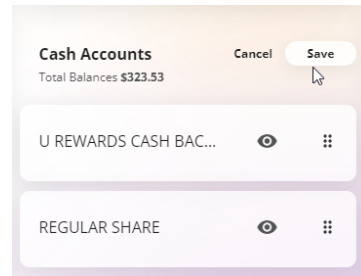 Cash Accounts Cancel Save
Total Balances $323.53
U REWARDS CASH BAC...
REGULAR SHARE